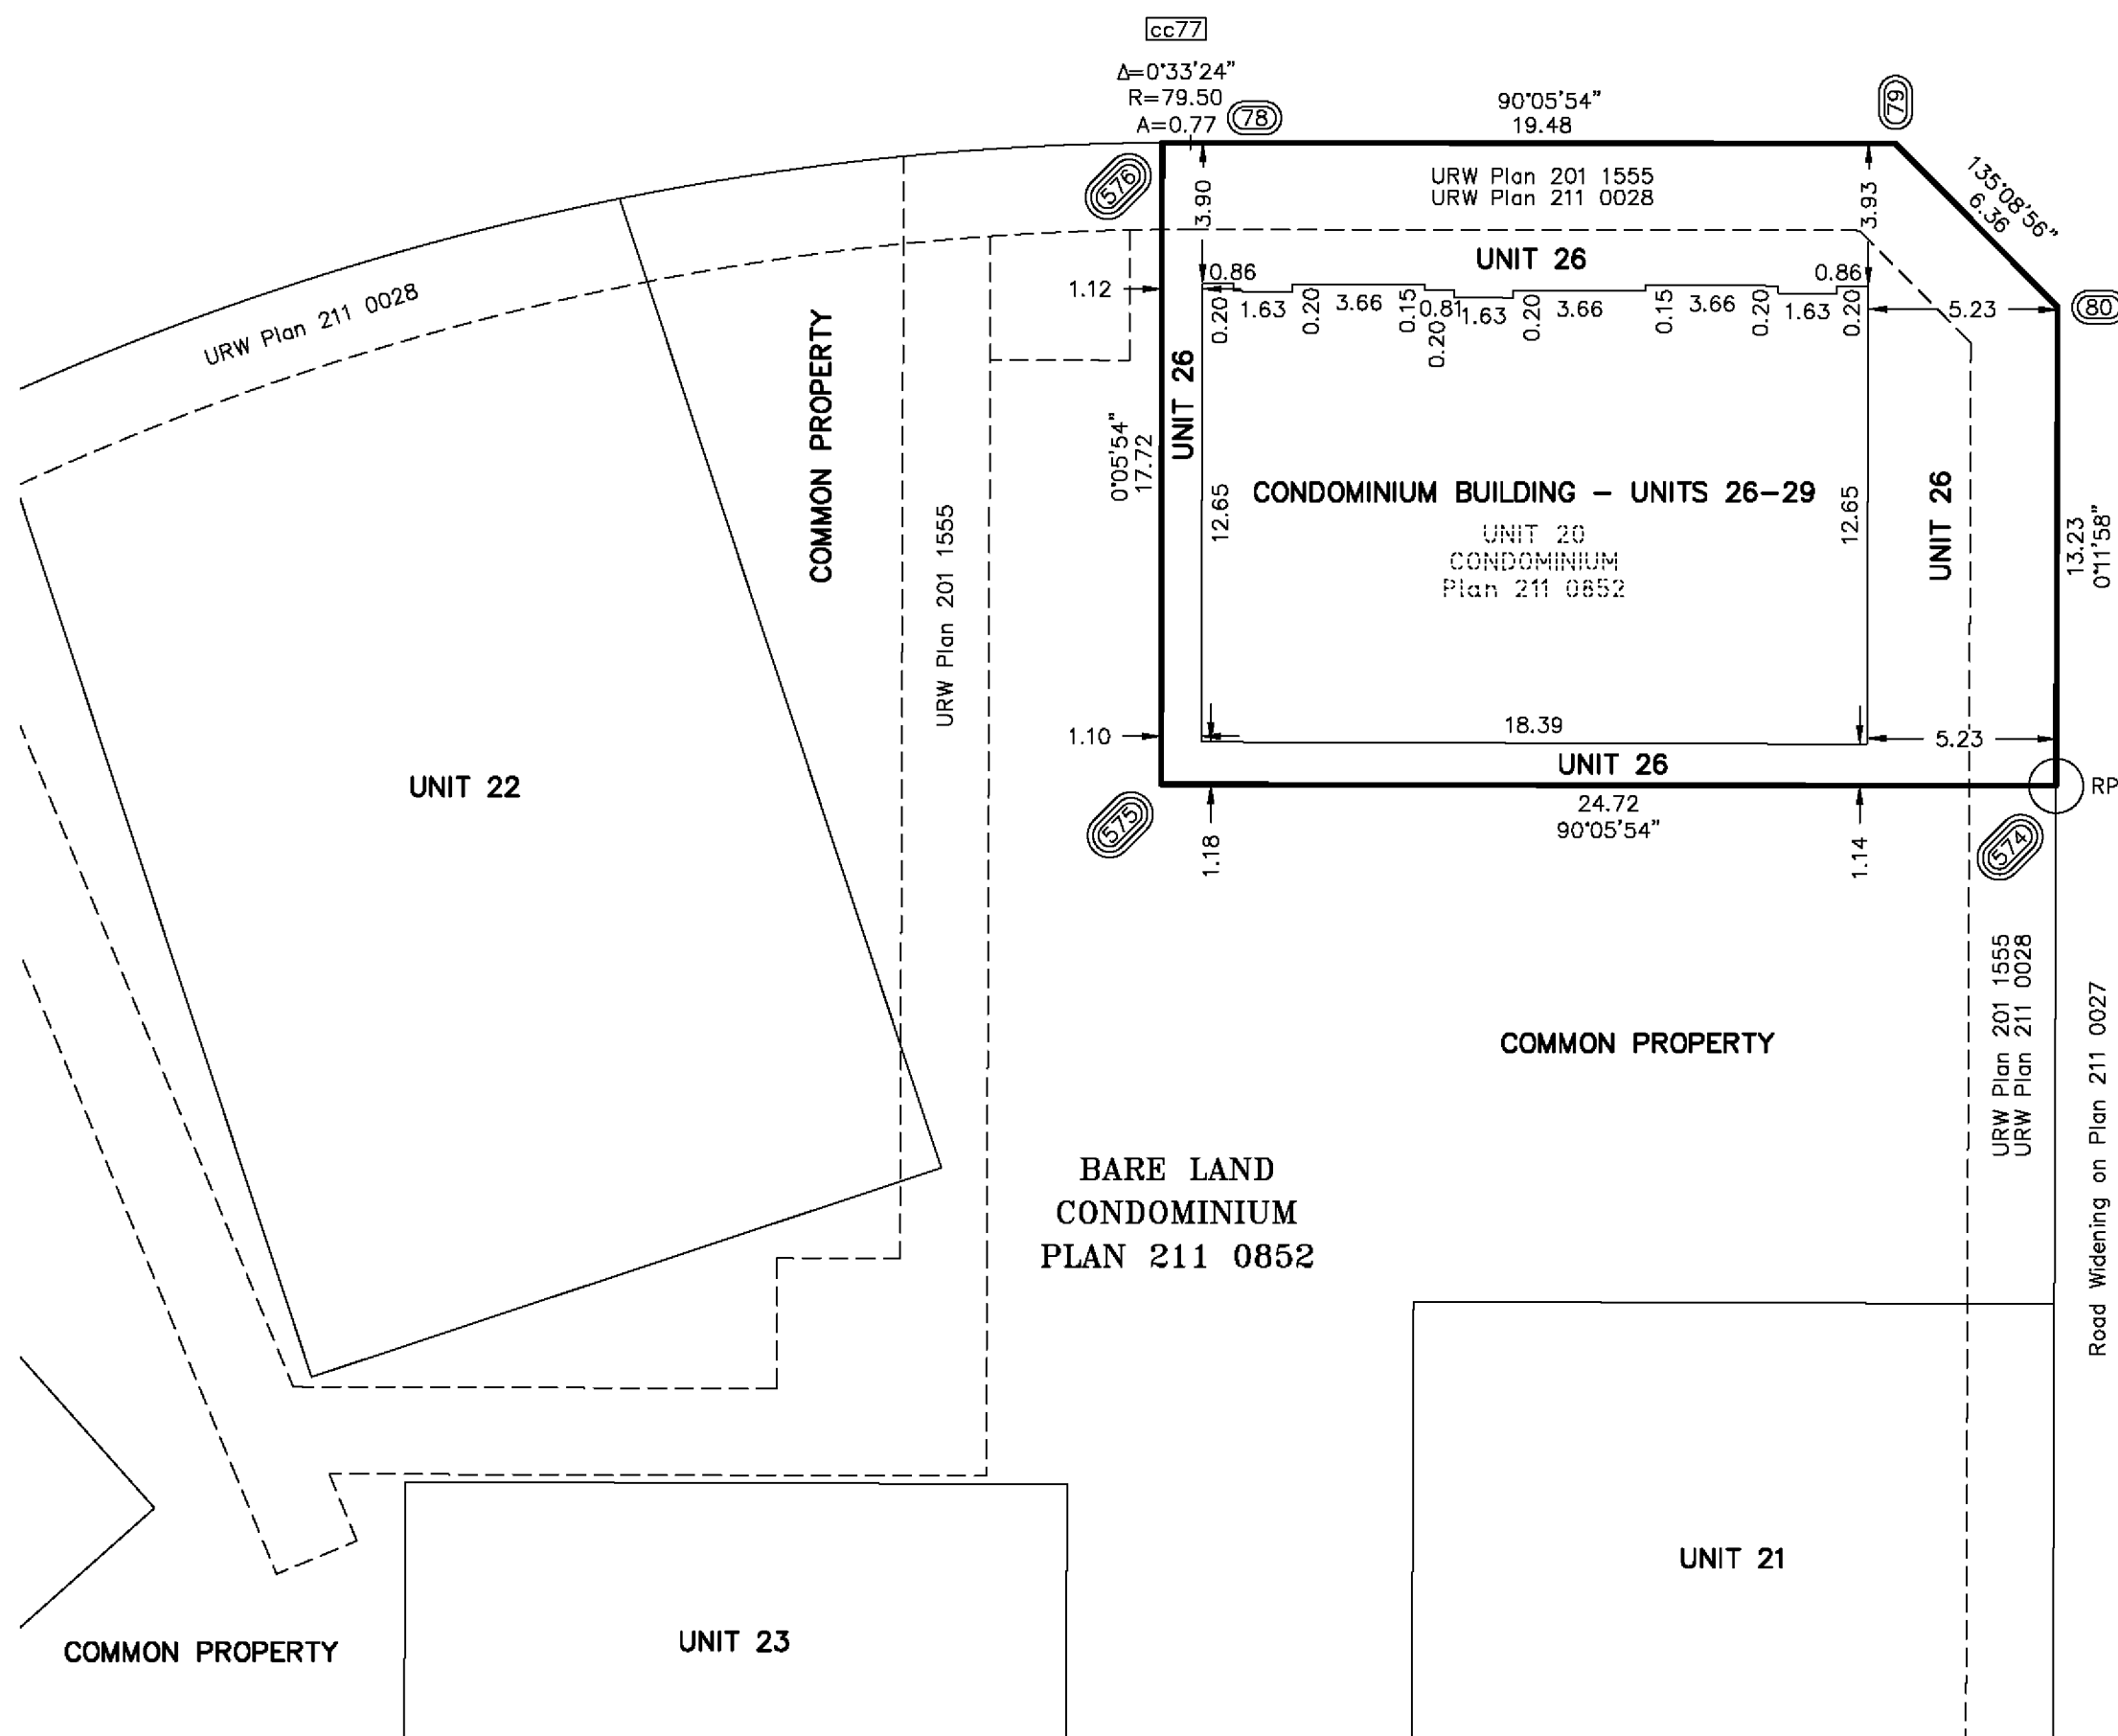 cc77
Δ=0°33'24"
R=79.50
A=0.77
78
90°05'54"
19.48
79
135°08'56"
6.36
576
3.90
URW Plan 201 1555
URW Plan 211 0028
3.93
UNIT 26
1.12
0.86
0.20
1.63
0.20
3.66
0.15
0.81
0.20
1.63
0.20
3.66
0.15
3.66
0.20
1.63
0.86
0.20
5.23
80
URW Plan 211 0028
COMMON PROPERTY
UNIT 26
0°05'54"
17.72
12.65
CONDOMINIUM BUILDING – UNITS 26–29
UNIT 20
CONDOMINIUM
Plan 211 0852
12.65
UNIT 26
13.23
0°11'58"
URW Plan 201 1555
1.10
18.39
5.23
UNIT 26
UNIT 22
24.72
90°05'54"
RP
575
1.18
1.14
574
COMMON PROPERTY
URW Plan 201 1555
URW Plan 211 0028
Road Widening on Plan 211 0027
BARE LAND
CONDOMINIUM
PLAN 211 0852
UNIT 21
UNIT 23
COMMON PROPERTY